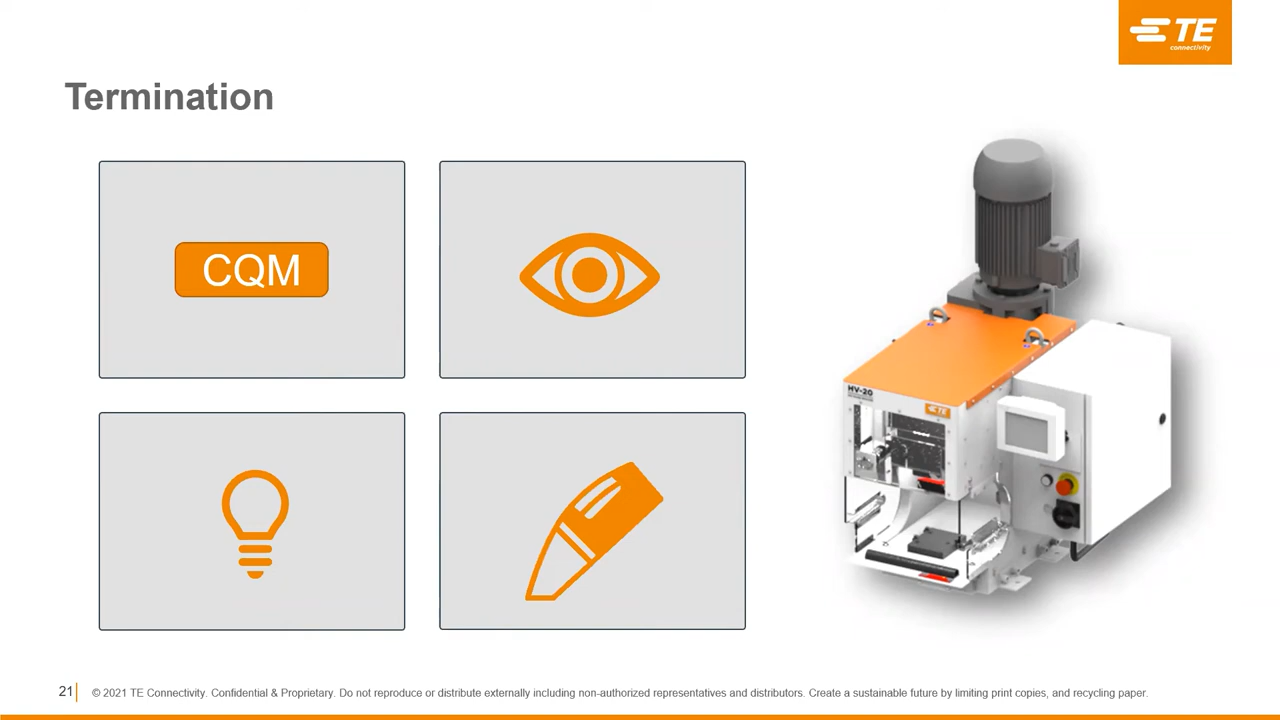 TE
connectivity
Termination
CQM
HV-20
TE
21
© 2021 TE Connectivity. Confidential & Proprietary. Do not reproduce or distribute externally including non-authorized representatives and distributors. Create a sustainable future by limiting print copies, and recycling paper.